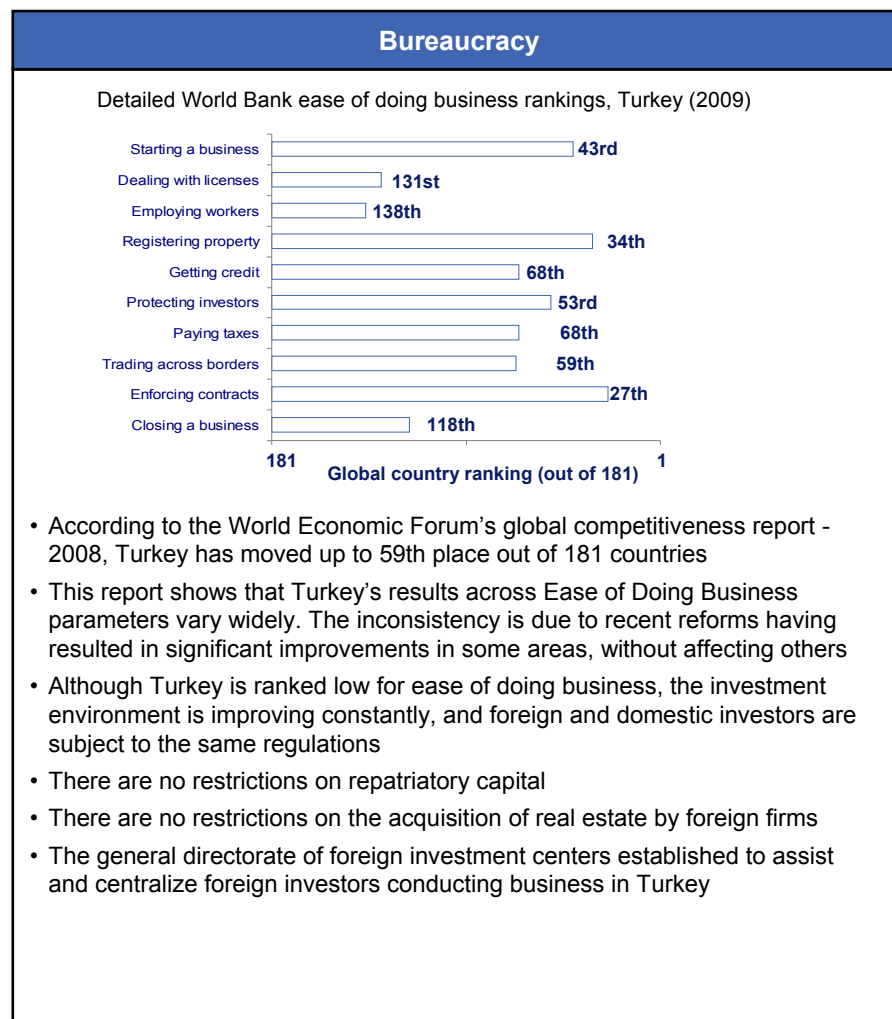 Bureaucracy
Detailed World Bank ease of doing business rankings, Turkey (2009)
Starting a business 43rd
Dealing with licenses 131st
Employing workers 138th
Registering property 34th
Getting credit 68th
Protecting investors 53rd
Paying taxes 68th
Trading across borders 59th
Enforcing contracts 27th
Closing a business 118th
181 1
Global country ranking (out of 181)
• According to the World Economic Forum’s global competitiveness report -
2008, Turkey has moved up to 59th place out of 181 countries
• This report shows that Turkey’s results across Ease of Doing Business
parameters vary widely. The inconsistency is due to recent reforms having
resulted in significant improvements in some areas, without affecting others
• Although Turkey is ranked low for ease of doing business, the investment
environment is improving constantly, and foreign and domestic investors are
subject to the same regulations
• There are no restrictions on repatriatory capital
• There are no restrictions on the acquisition of real estate by foreign firms
• The general directorate of foreign investment centers established to assist
and centralize foreign investors conducting business in Turkey